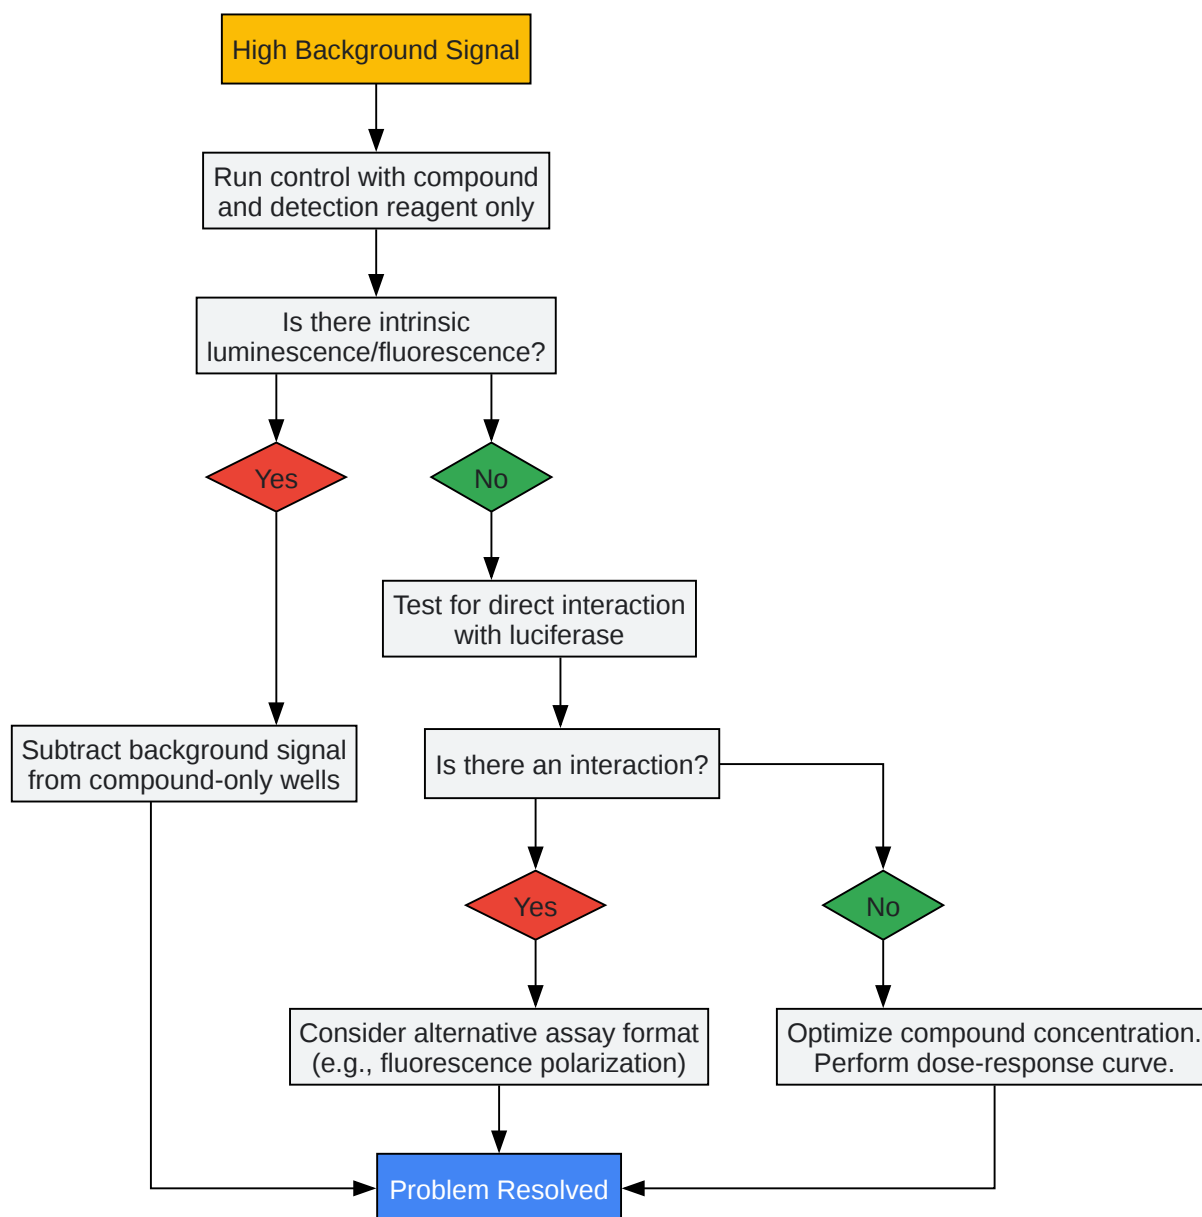 High Background Signal
Run control with compound
and detection reagent only
Is there intrinsic
luminescence/fluorescence?
Yes
No
Test for direct interaction
with luciferase
Subtract background signal
from compound-only wells
Is there an interaction?
Yes
No
Consider alternative assay format
(e.g., fluorescence polarization)
Optimize compound concentration.
Perform dose-response curve.
Problem Resolved